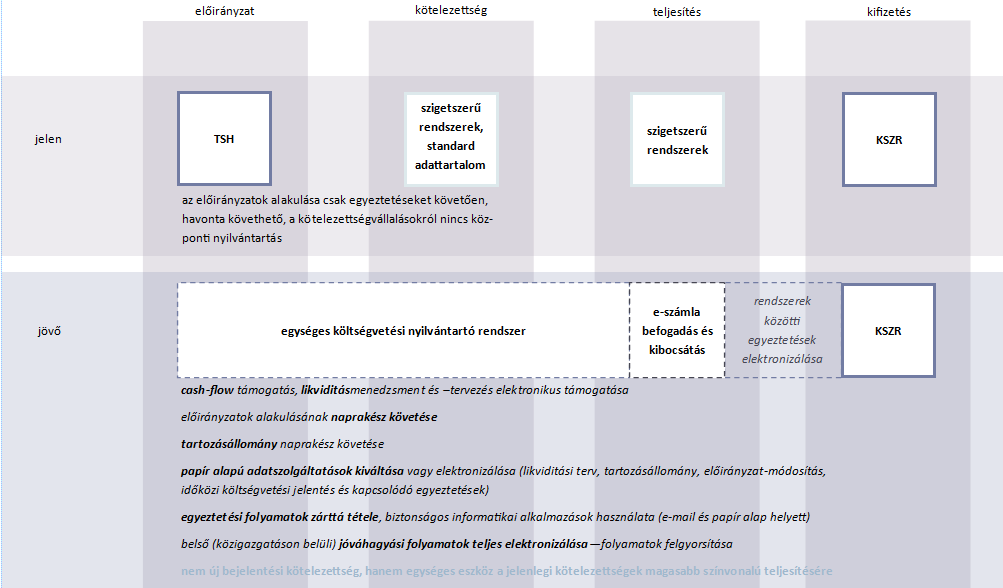 előirányzat
kötelezettség
teljesítés
kifizetés
jelen
TSH
szigetszerű
rendszerek,
standard
adattartalom
szigetszerű
rendszerek
KSZR
az előirányzatok alakulása csak egyeztetéseket követően,
havonta követhető, a kötelezettségvállalásokról nincs köz-
ponti nyilvántartás
jövő
egységes költségvetési nyilvántartó rendszer
e-számla
befogadás és
kibocsátás
rendszerek
közötti
egyeztetések
elektronizálása
KSZR
cash-flow támogatás, likviditásmenedzsment és –tervezés elektronikus támogatása
előirányzatok alakulásának naprakész követése
tartozásállomány naprakész követése
papír alapú adatszolgáltatások kiváltása vagy elektronizálása (likviditási terv, tartozásállomány, előirányzat-módosítás,
időközi költségvetési jelentés és kapcsolódó egyeztetések)
egyeztetési folyamatok zárttá tétele, biztonságos informatikai alkalmazások használata (e-mail és papír alap helyett)
belső (közigazgatáson belüli) jóváhagyási folyamatok teljes elektronizálása—folyamatok felgyorsítása
nem új bejelentési kötelezettség, hanem egységes eszköz a jelenlegi kötelezettségek magasabb színvonalú teljesítésére